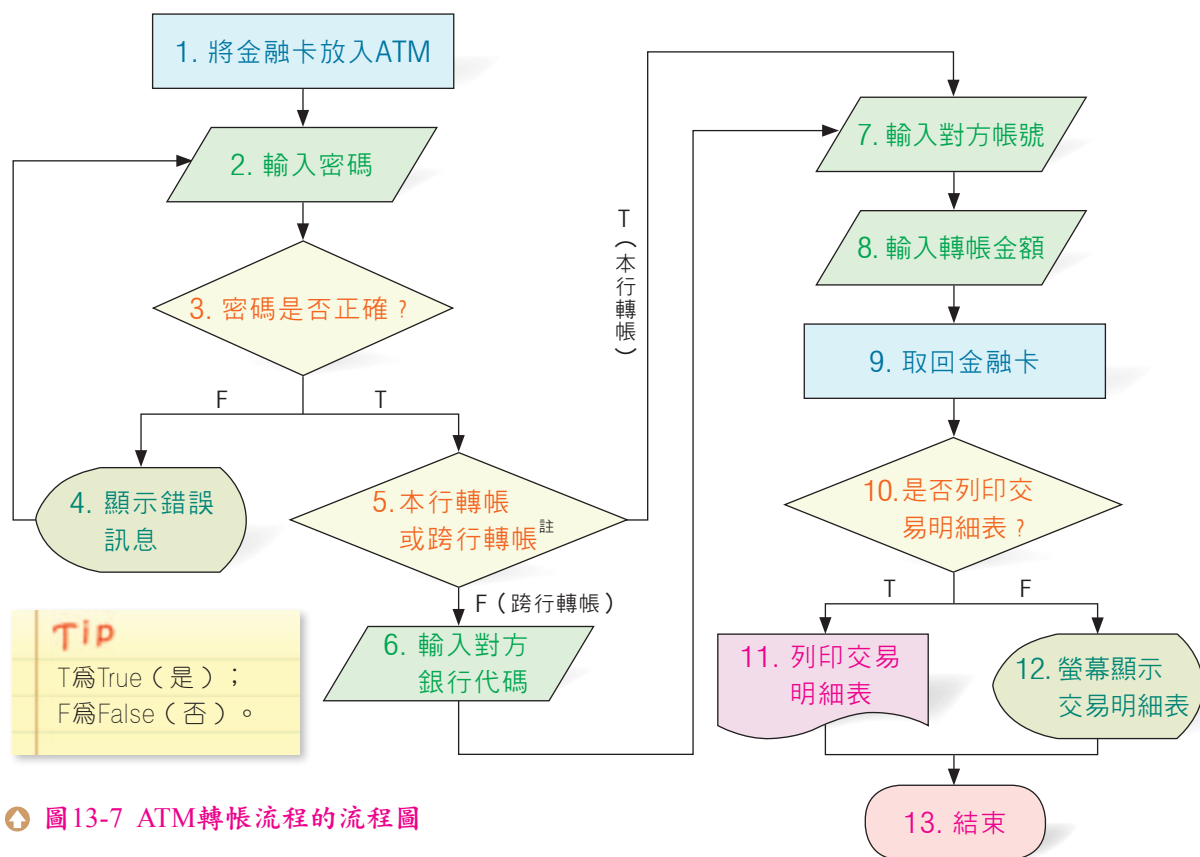 1. 將金融卡放入ATM
2. 輸入密碼
3. 密碼是否正確？
F
T
4. 顯示錯誤
訊息
5. 本行轉帳
或跨行轉帳註
T（本行轉帳）
F（跨行轉帳）
6. 輸入對方
銀行代碼
7. 輸入對方帳號
8. 輸入轉帳金額
9. 取回金融卡
10. 是否列印交
易明細表？
T
F
11. 列印交易
明細表
12. 螢幕顯示
交易明細表
13. 結束
Tip
T為True（是）；
F為False（否）。
圖13-7 ATM轉帳流程的流程圖